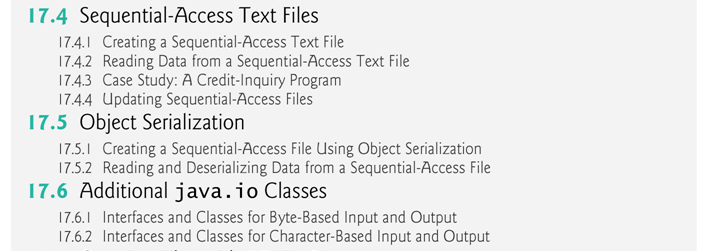 17.4 Sequential-Access Text Files
17.4.1 Creating a Sequential-Access Text File
17.4.2 Reading Data from a Sequential-Access Text File
17.4.3 Case Study: A Credit-Inquiry Program
17.4.4 Updating Sequential-Access Files
17.5 Object Serialization
17.5.1 Creating a Sequential-Access File Using Object Serialization
17.5.2 Reading and Deserializing Data from a Sequential-Access File
17.6 Additional java.io Classes
17.6.1 Interfaces and Classes for Byte-Based Input and Output
17.6.2 Interfaces and Classes for Character-Based Input and Output